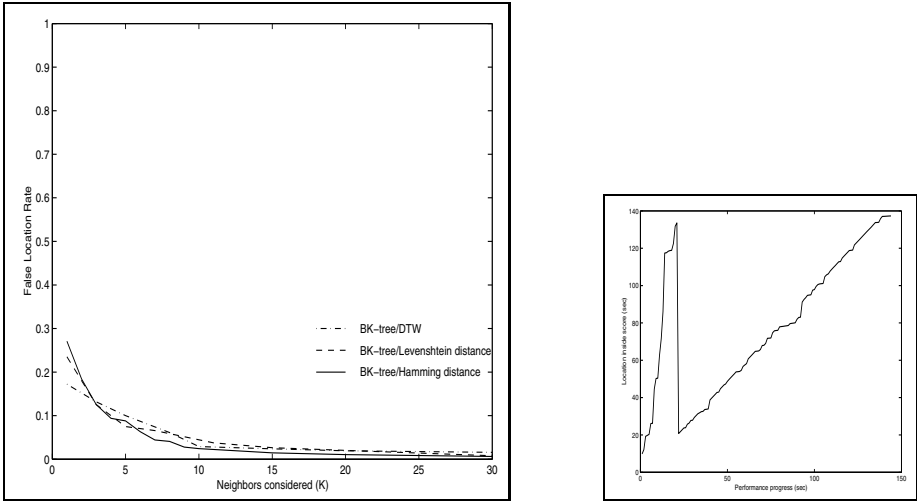 1
0.9
0.8
0.7
0.6
0.5
0.4
0.3
0.2
0.1
0
False Location Rate
BK-tree/DTW
BK-tree/Levenshtein distance
BK-tree/Hamming distance
0 5 10 15 20 25 30
Neighbors considered (K)
140
120
100
80
60
40
20
0
Location inside score (sec)
0 50 100 150
Performance progress (sec)